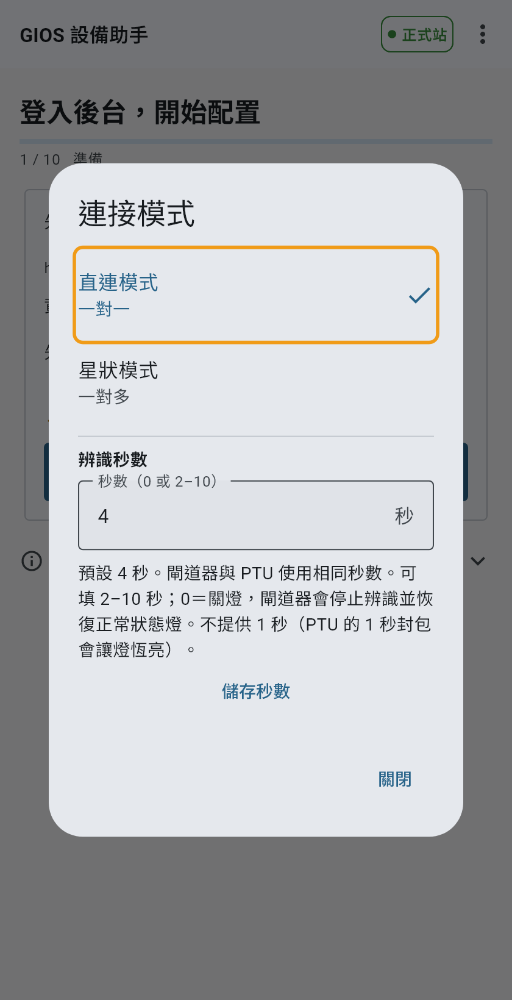 GIOS 設備助手
正式站
登入後台，開始配置
1 / 10 準備
連接模式
直連模式
一對一
星狀模式
一對多
辨識秒數
秒數（0 或 2–10）
4
秒
預設 4 秒。閘道器與 PTU 使用相同秒數。可
填 2–10 秒；0＝關燈，閘道器會停止辨識並恢
復正常狀態燈。不提供 1 秒（PTU 的 1 秒封包
會讓燈恆亮）。
儲存秒數
關閉